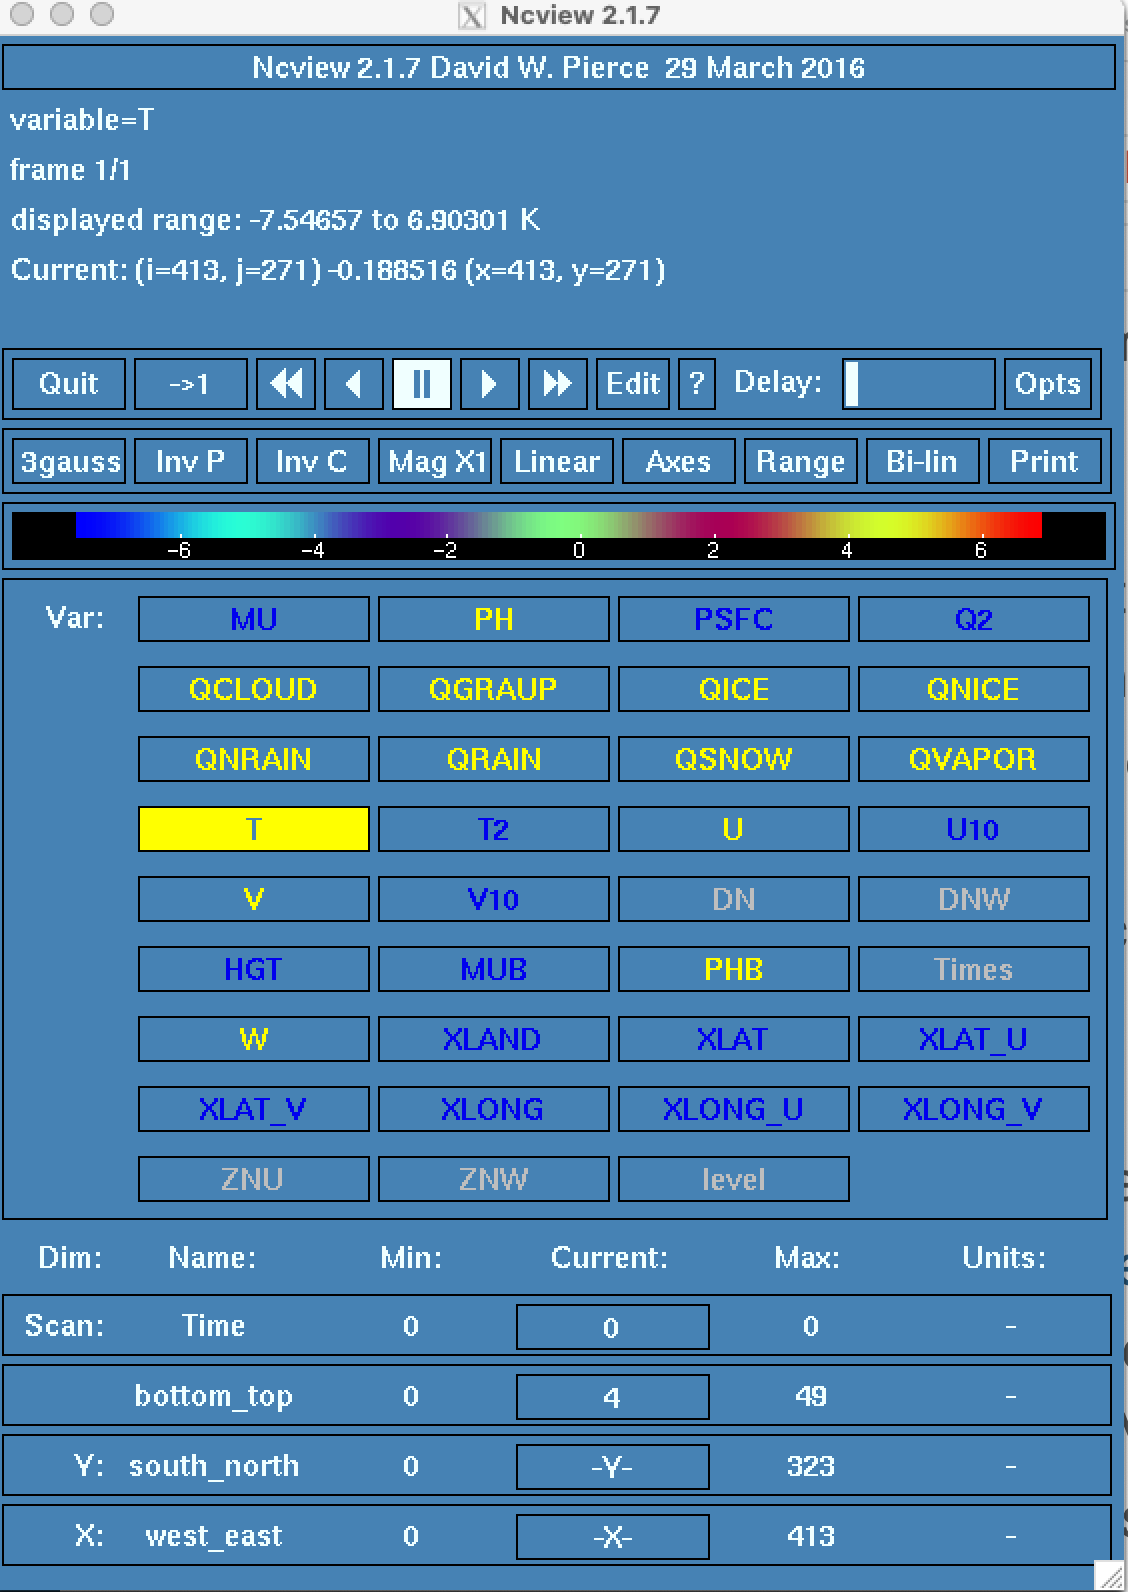 Ncview 2.1.7
Ncview 2.1.7 David W. Pierce  29 March 2016
variable=T
frame 1/1
displayed range: -7.54657 to 6.90301 K
Current: (i=413, j=271) -0.188516 (x=413, y=271)
Quit ->1 Edit ? Delay: Opts
3gauss Inv P Inv C Mag X1 Linear Axes Range Bi-lin Print
-6 -4 -2 0 2 4 6
Var: MU PH PSFC Q2
QCLOUD QGRAUP QICE QNICE
QNRAIN QRAIN QSNOW QVAPOR
T T2 U U10
V V10 DN DNW
HGT MUB PHB Times
W XLAND XLAT XLAT_U
XLAT_V XLONG XLONG_U XLONG_V
ZNU ZNW level
Dim: Name: Min: Current: Max: Units:
Scan: Time 0 0 0 -
bottom_top 0 4 49 -
Y: south_north 0 -Y- 323 -
X: west_east 0 -X- 413 -